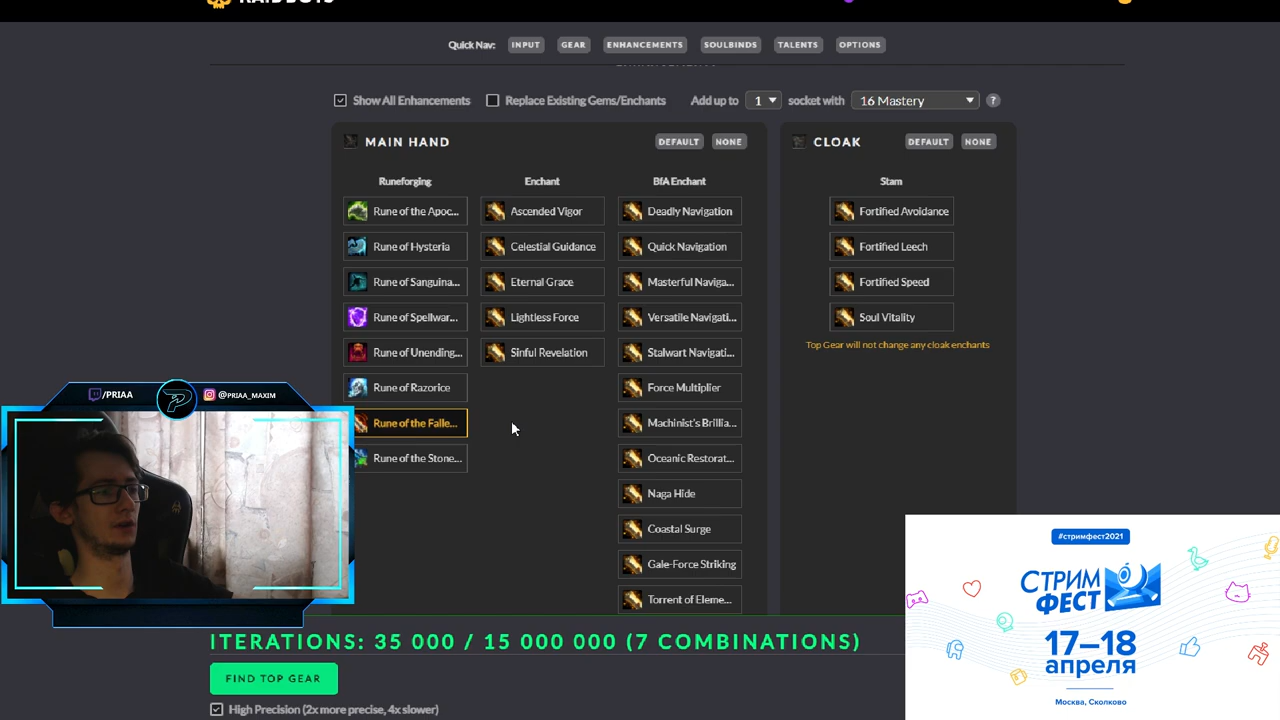 Quick Nav: INPUT GEAR ENHANCEMENTS SOULBINDS TALENTS OPTIONS
Show All Enhancements Replace Existing Gems/Enchants Add up to 1 socket with 16 Mastery ?
MAIN HAND DEFAULT NONE
Runeforging Enchant BfA Enchant
Rune of the Apoc... Ascended Vigor Deadly Navigation
Rune of Hysteria Celestial Guidance Quick Navigation
Rune of Sanguina... Eternal Grace Masterful Naviga...
Rune of Spellwar... Lightless Force Versatile Navigati...
Rune of Unending... Sinful Revelation Stalwart Navigati...
Rune of Razorice Force Multiplier
Rune of the Falle... Machinist's Brillia...
Rune of the Stone... Oceanic Restorat...
Naga Hide
Coastal Surge
Gale-Force Striking
Torrent of Eleme...
CLOAK DEFAULT NONE
Stam
Fortified Avoidance
Fortified Leech
Fortified Speed
Soul Vitality
Top Gear will not change any cloak enchants
/PRIAA @PRIAA_MAXIM
ITERATIONS: 35 000 / 15 000 000 (7 COMBINATIONS)
FIND TOP GEAR
High Precision (2x more precise, 4x slower)
#стримфест2021
СТРИМ
ФЕСТ
17–18
апреля
Москва, Сколково